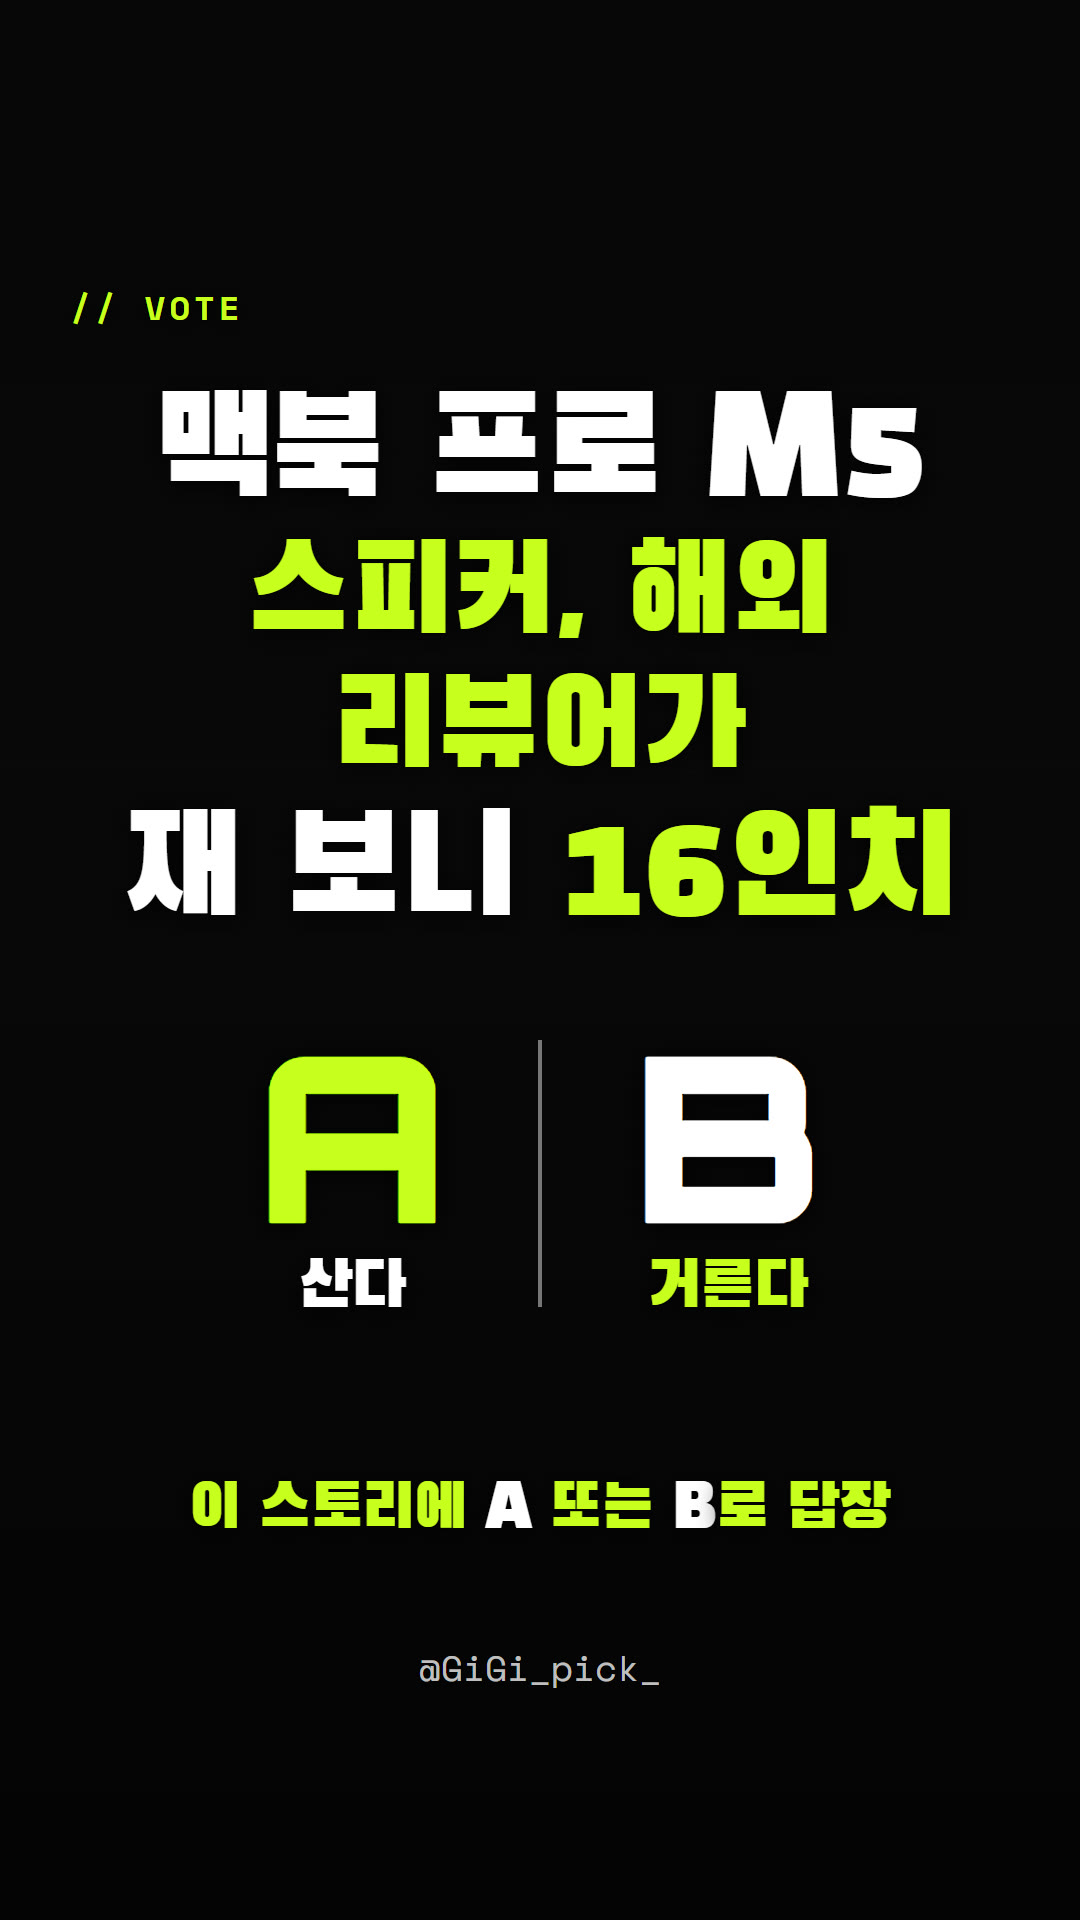 // VOTE
맥북 프로 M5
스피커, 해외
리뷰어가
재 보니 16인치
A
산다
B
거른다
이 스토리에 A 또는 B로 답장
@GiGi_pick_